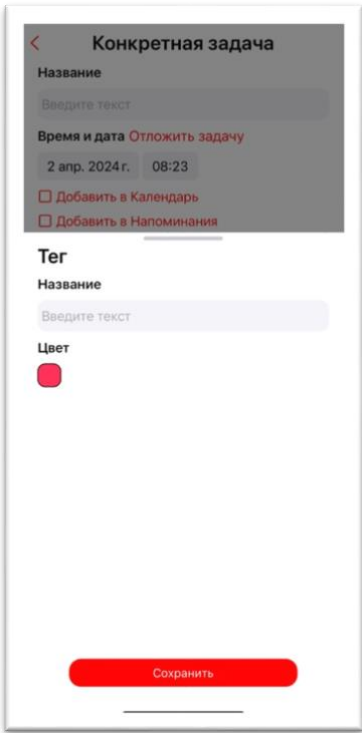 Конкретная задача
Название
Введите текст
Время и дата Отложить задачу
2 апр. 2024 г. 08:23
Добавить в Календарь
Добавить в Напоминания
Тег
Название
Введите текст
Цвет
Сохранить